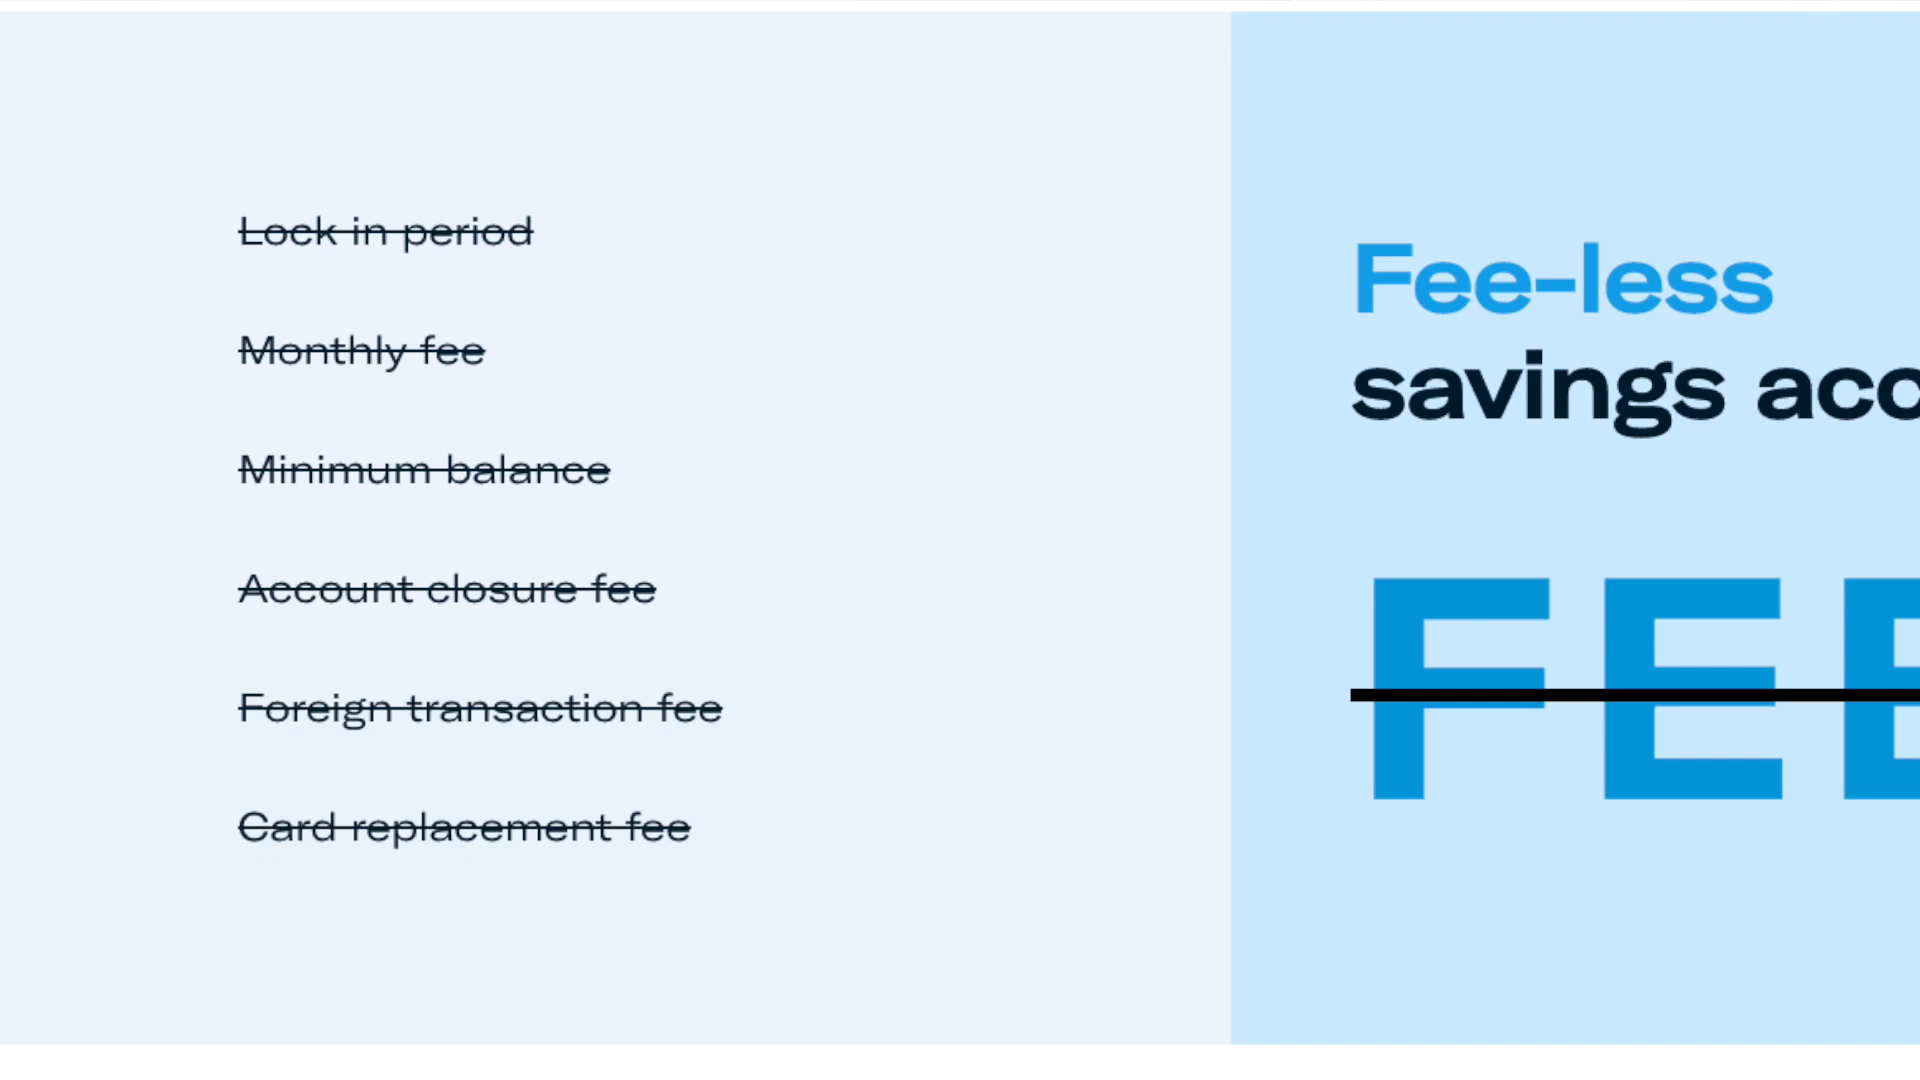 Lock in period
Monthly fee
Minimum balance
Account closure fee
Foreign transaction fee
Card replacement fee
Fee-less
savings